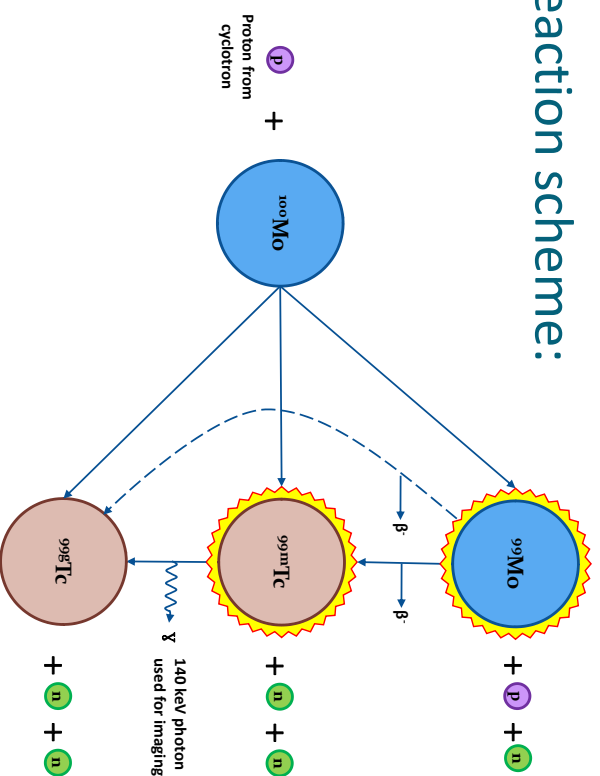 eaction scheme:
⁹⁹Mo + p + n
β⁻
β⁻
p + ¹⁰⁰Mo
Proton from
cyclotron
⁹⁹ᵐTc + n + n
140 keV photon
used for imaging
γ
⁹⁹ᵍTc + n + n